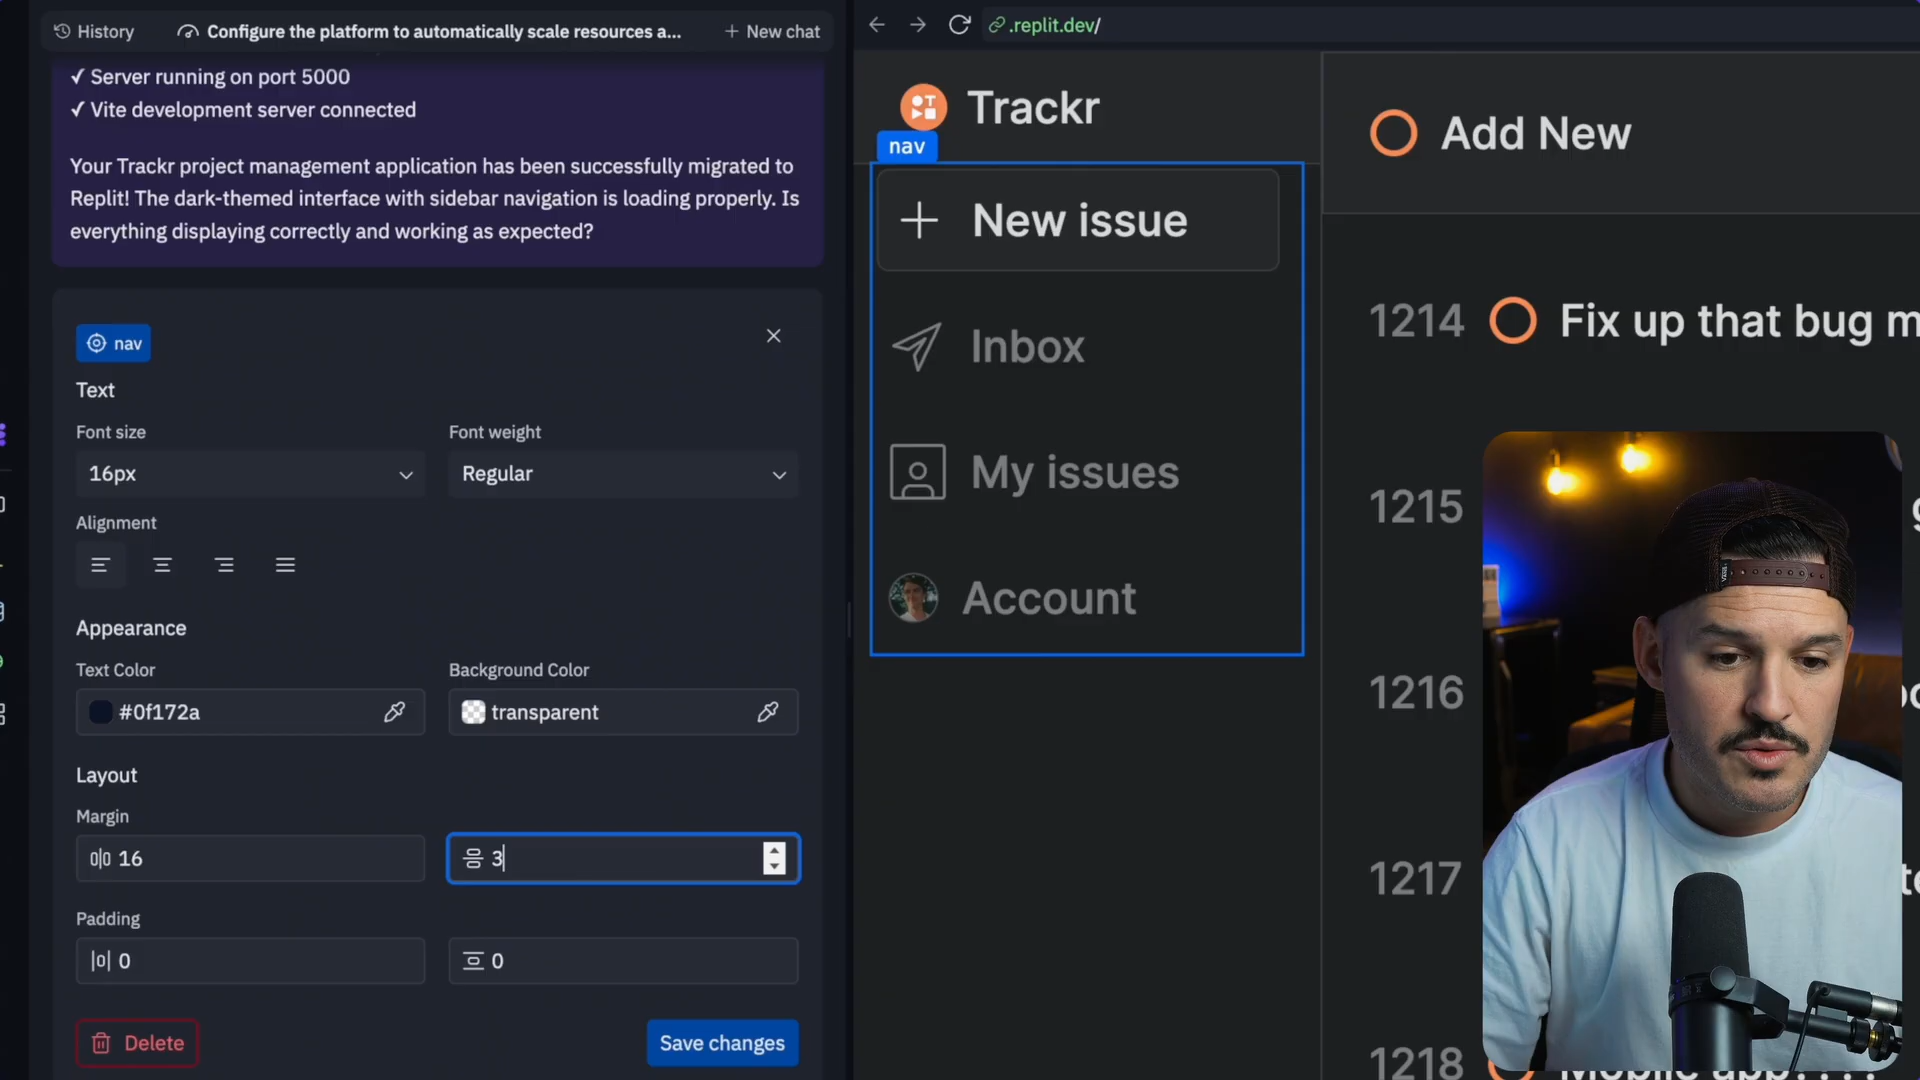 History
Configure the platform to automatically scale resources a...
New chat
✓ Server running on port 5000
✓ Vite development server connected
Your Trackr project management application has been successfully migrated to
Replit! The dark-themed interface with sidebar navigation is loading properly. Is
everything displaying correctly and working as expected?
nav
Text
Font size
Font weight
16px
Regular
Alignment
Appearance
Text Color
Background Color
#0f172a
transparent
Layout
Margin
16
3
Padding
0
0
Delete
Save changes
.replit.dev/
Trackr
nav
New issue
Inbox
My issues
Account
Add New
1214
Fix up that bug
1215
1216
1217
1218